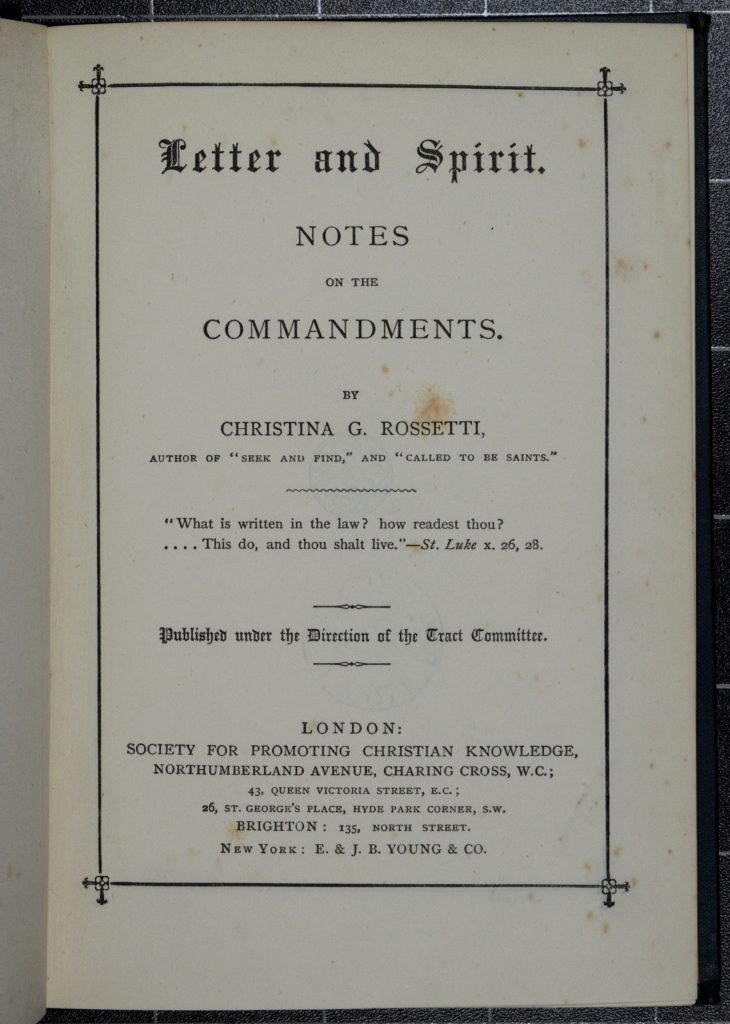 Letter and Spirit.
NOTES
ON THE
COMMANDMENTS.
BY
CHRISTINA G. ROSSETTI,
AUTHOR OF "SEEK AND FIND," AND "CALLED TO BE SAINTS."
"What is written in the law? how readest thou?
.... This do, and thou shalt live."—St. Luke x. 26, 28.
Published under the Direction of the Tract Committee.
LONDON:
SOCIETY FOR PROMOTING CHRISTIAN KNOWLEDGE,
NORTHUMBERLAND AVENUE, CHARING CROSS, W.C.;
43, QUEEN VICTORIA STREET, E.C.;
26, ST. GEORGE'S PLACE, HYDE PARK CORNER, S.W.
BRIGHTON: 135, NORTH STREET.
NEW YORK: E. & J. B. YOUNG & CO.